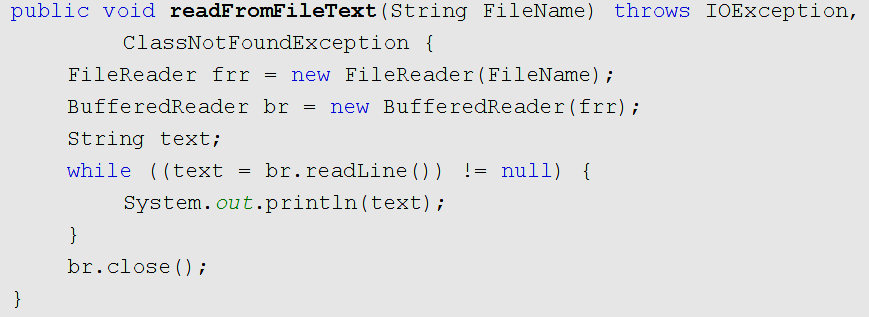 public void readFromFileText(String FileName) throws IOException,
ClassNotFoundException {
FileReader frr = new FileReader(FileName);
BufferedReader br = new BufferedReader(frr);
String text;
while ((text = br.readLine()) != null) {
System.out.println(text);
}
br.close();
}